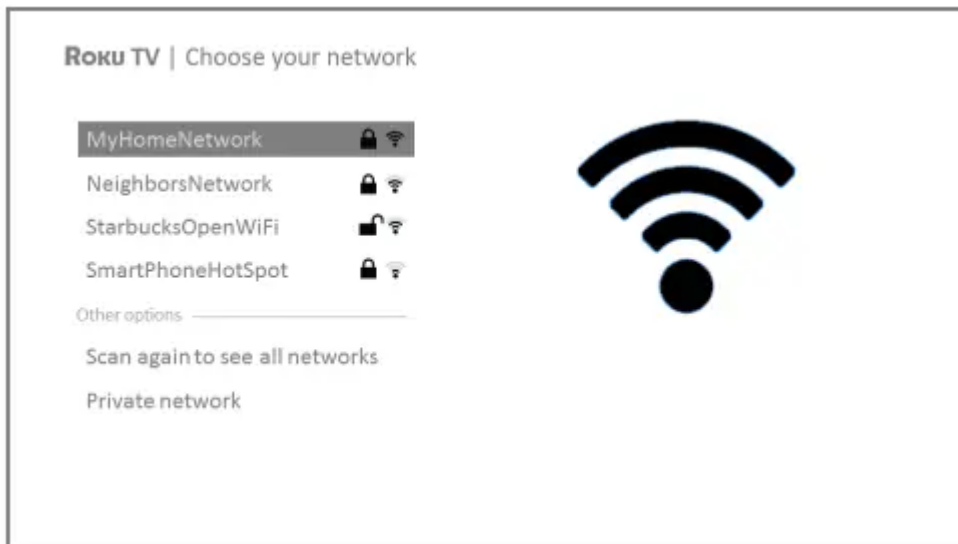 ROKU TV | Choose your network
MyHomeNetwork
NeighborsNetwork
StarbucksOpenWiFi
SmartPhoneHotSpot
Other options
Scan again to see all networks
Private network